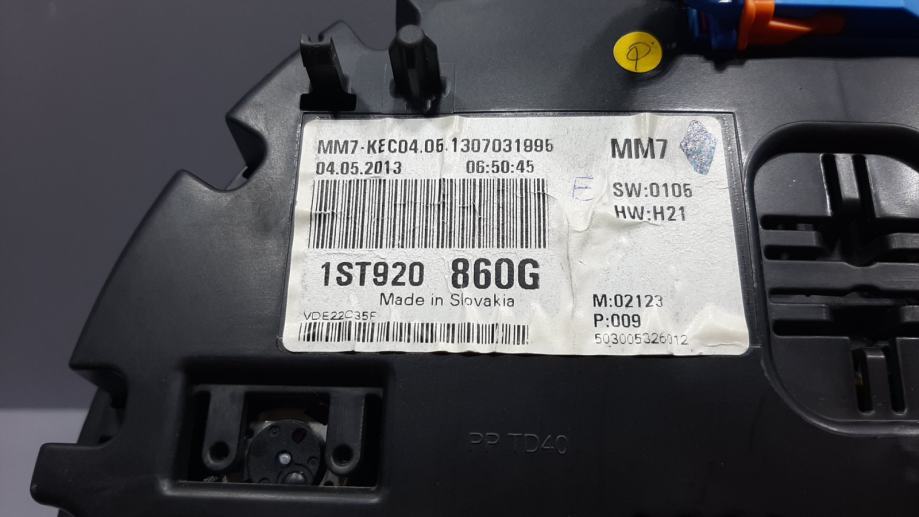 MM7-KEC04.05.1307031995
04.05.2013 06:50:45
1ST920 860G
Made in Slovakia
VDE22C35F
MM7
SW:0105
HW:H21
M:02123
P:009
503005326012
PP TD40